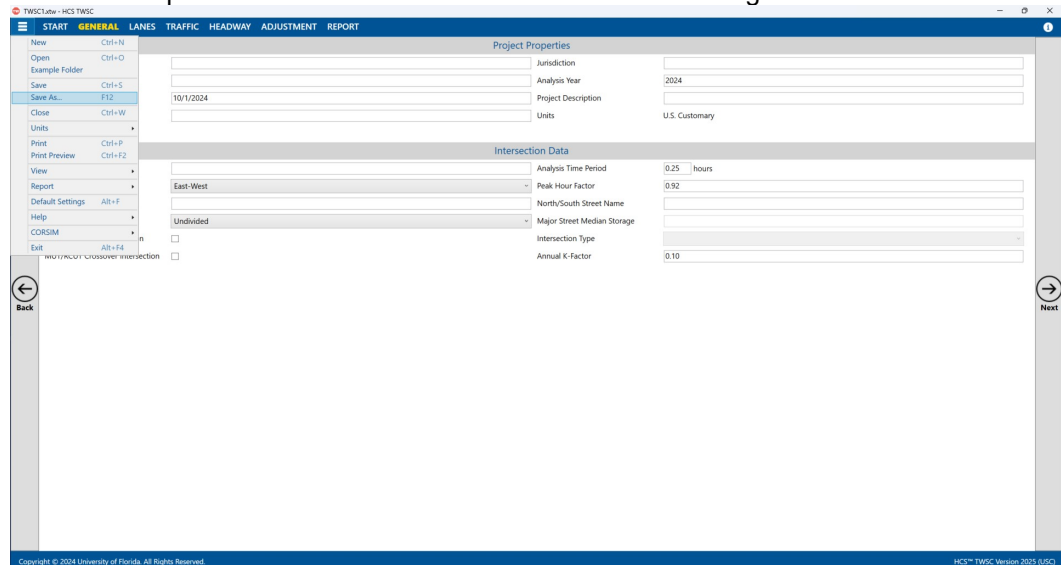 TWSC1.xtw - HCS TWSC
START GENERAL LANES TRAFFIC HEADWAY ADJUSTMENT REPORT
New Ctrl+N
Open Ctrl+O
Example Folder
Save Ctrl+S
Save As... F12
Close Ctrl+W
Units
Print Ctrl+P
Print Preview Ctrl+F2
View
Report
Default Settings Alt+F
Help
CORSIM
Exit Alt+F4
Project Properties
Jurisdiction
Analysis Year 2024
10/1/2024 Project Description
Units U.S. Customary
Intersection Data
Analysis Time Period 0.25 hours
East-West Peak Hour Factor 0.92
North/South Street Name
Undivided Major Street Median Storage
Intersection Type
MUT/RCUT Crossover Intersection Annual K-Factor 0.10
Back
Next
Copyright © 2024 University of Florida. All Rights Reserved. HCS™ TWSC Version 2025 (USC)